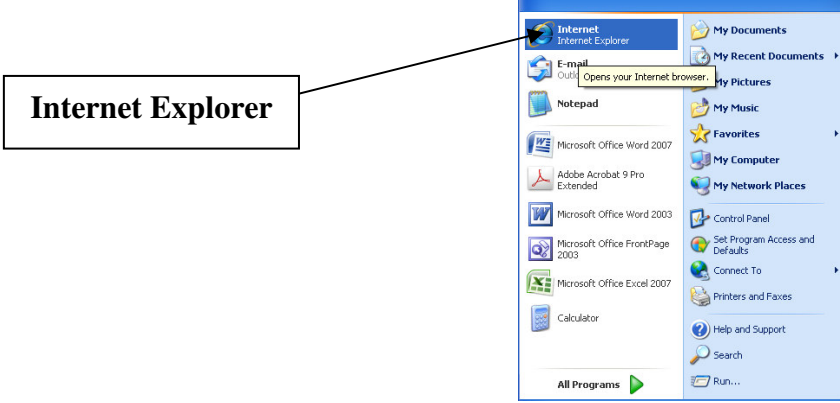 Internet Explorer
Internet
Internet Explorer
E-mail
Outlo
Opens your Internet browser.
Notepad
Microsoft Office Word 2007
Adobe Acrobat 9 Pro
Extended
Microsoft Office Word 2003
Microsoft Office FrontPage
2003
Microsoft Office Excel 2007
Calculator
All Programs
My Documents
My Recent Documents
My Pictures
My Music
Favorites
My Computer
My Network Places
Control Panel
Set Program Access and
Defaults
Connect To
Printers and Faxes
Help and Support
Search
Run...